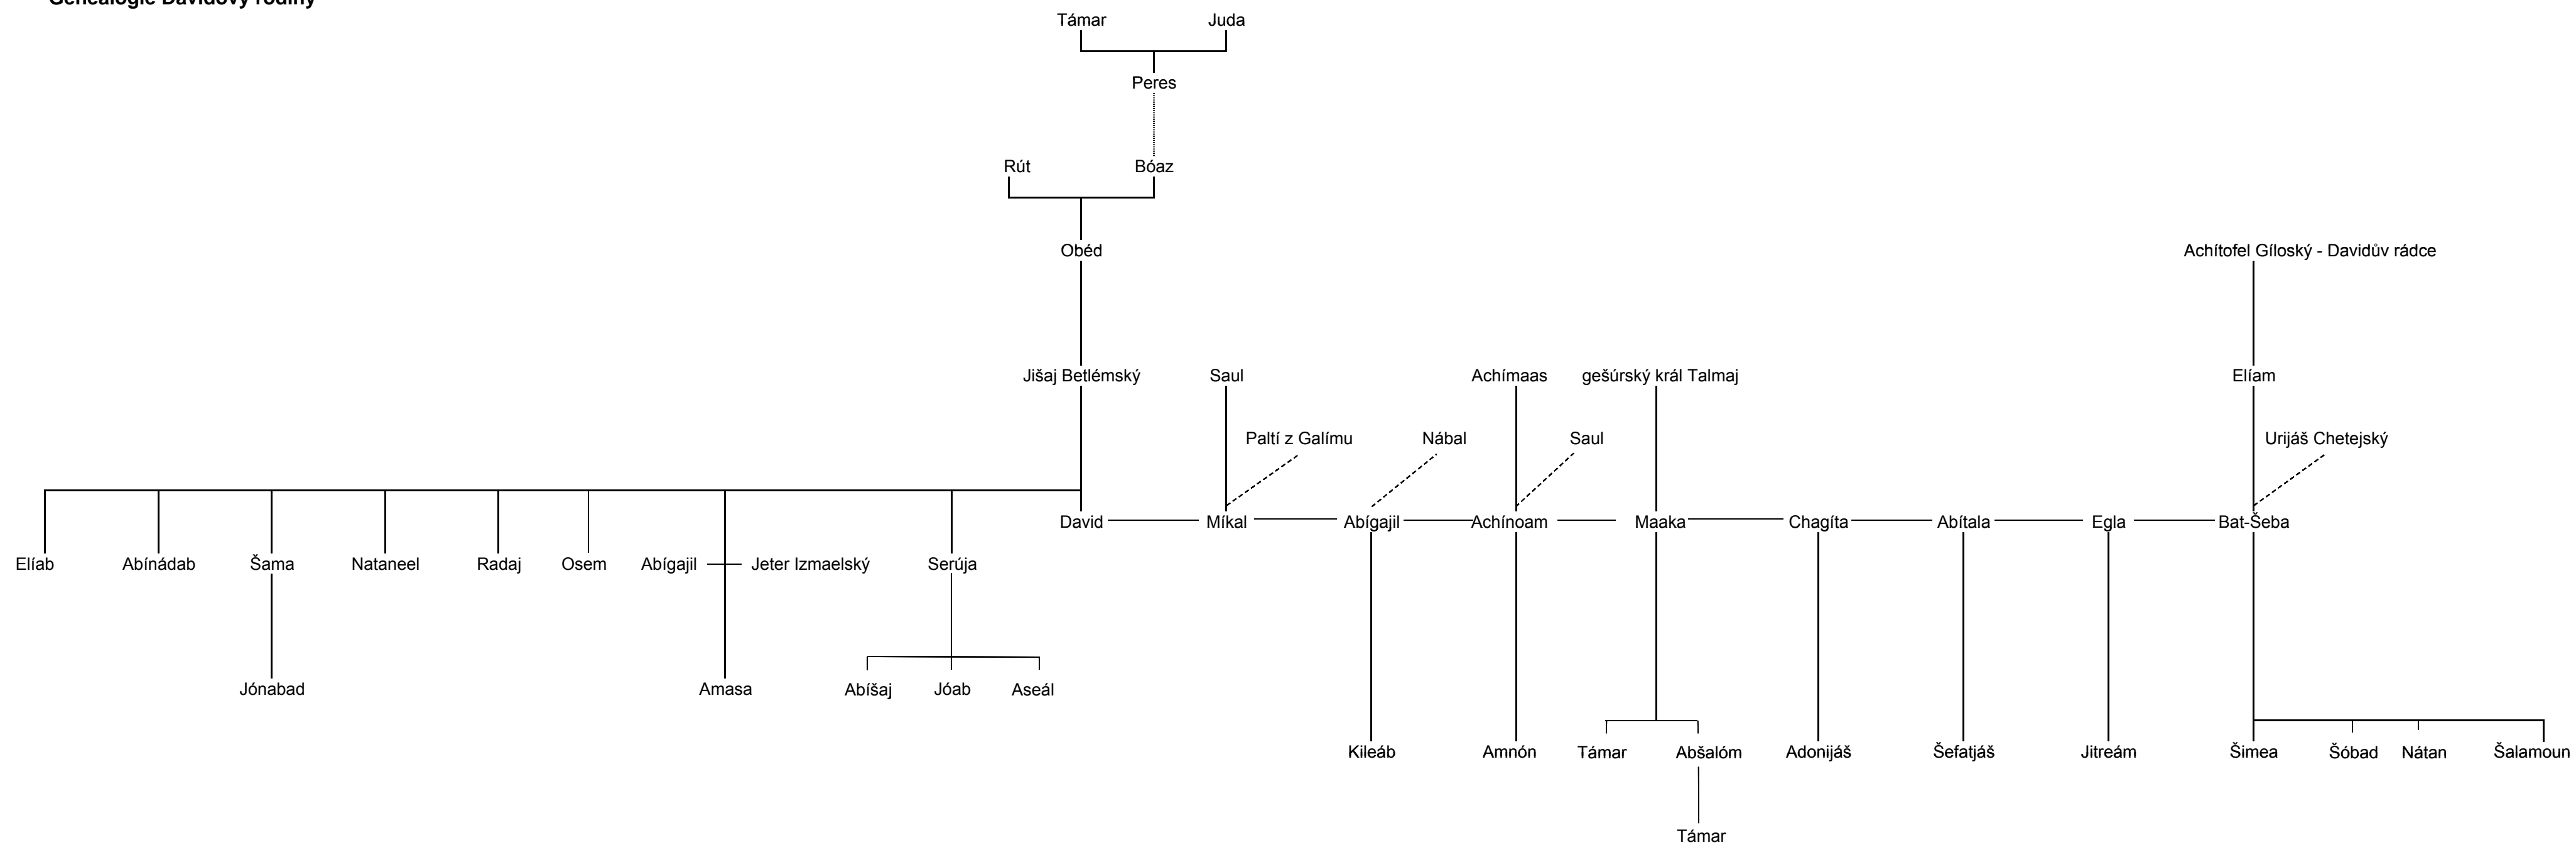 Genealogie Davidovy rodiny
Támar Juda
Peres
Rút Bóaz
Obéd Achítofel Gíloský - Davidův rádce
Jišaj Betlémský Saul Achímaas gešúrský král Talmaj Elíam
Paltí z Galímu Nábal Saul Urijáš Chetejský
David Míkal Abígajil Achínoam Maaka Chagíta Abítala Egla Bat-Šeba
Elíab Abínádab Šama Nataneel Radaj Osem Abígajil Jeter Izmaelský Serúja
Jónabad Amasa Abíšaj Jóab Aseál
Kileáb Amnón Támar Abšalóm Adonijáš Šefatjáš Jitreám Šimea Šóbad Nátan Šalamoun
Támar